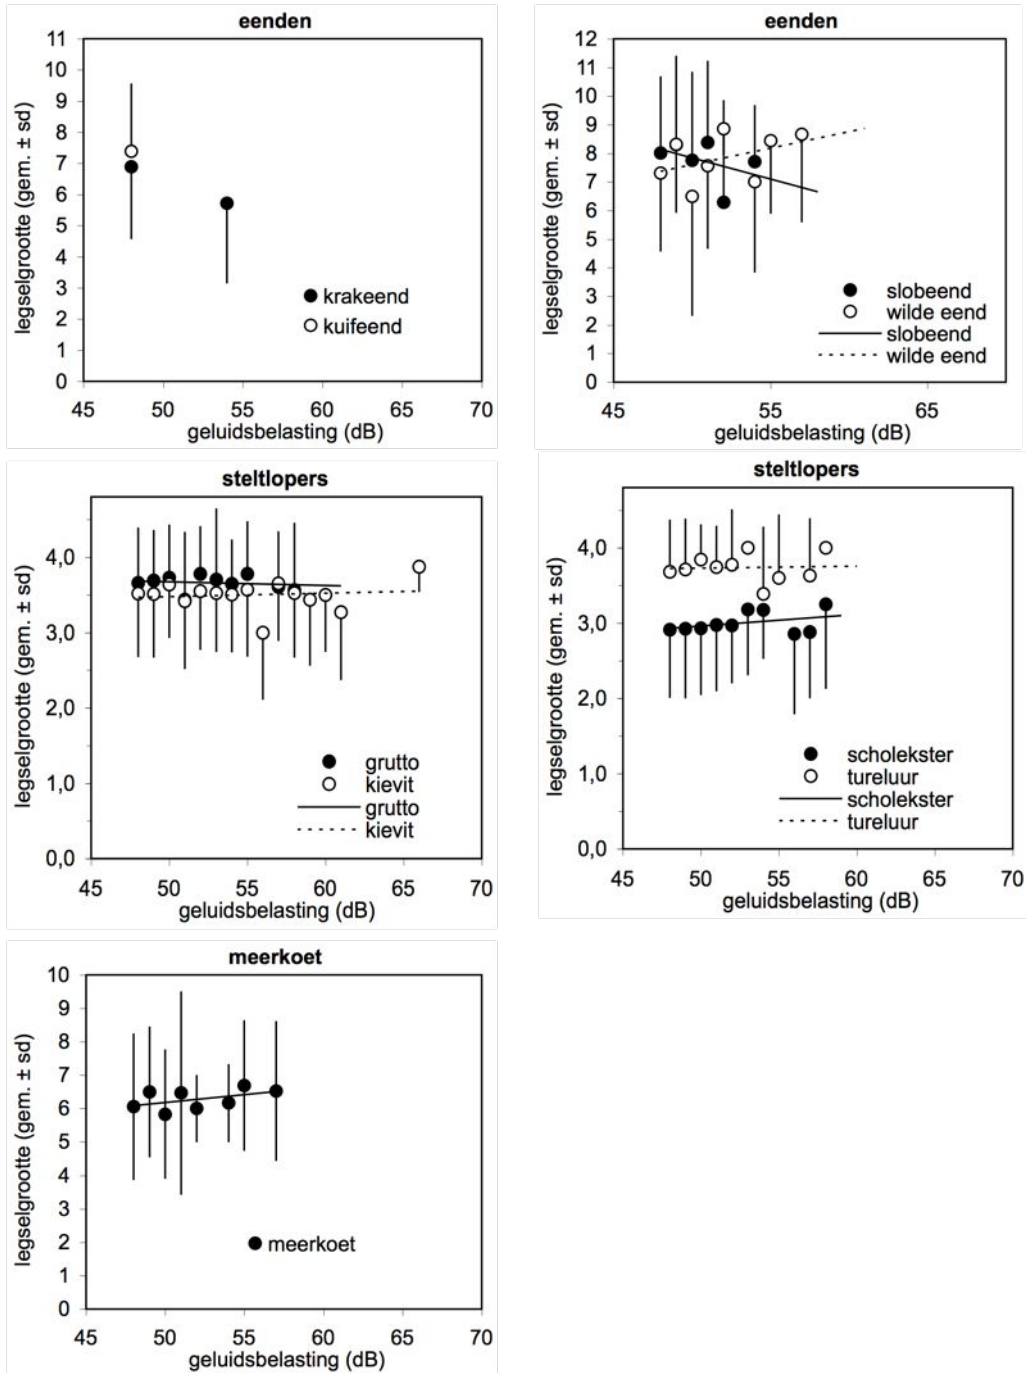 eenden
legselgrootte (gem. ± sd)
11
10
9
8
7
6
5
4
3
2
1
0
krakeend
kuifeend
45 50 55 60 65 70
geluidsbelasting (dB)
eenden
legselgrootte (gem. ± sd)
12
11
10
9
8
7
6
5
4
3
2
1
0
slobeend
wilde eend
slobeend
wilde eend
45 55 65
geluidsbelasting (dB)
steltlopers
legselgrootte (gem. ± sd)
4,0
3,0
2,0
1,0
0,0
grutto
kievit
grutto
kievit
45 50 55 60 65 70
geluidsbelasting (dB)
steltlopers
legselgrootte (gem. ± sd)
4,0
3,0
2,0
1,0
0,0
scholekster
tureluur
scholekster
tureluur
45 50 55 60 65 70
geluidsbelasting (dB)
meerkoet
legselgrootte (gem. ± sd)
10
9
8
7
6
5
4
3
2
1
0
meerkoet
45 50 55 60 65 70
geluidsbelasting (dB)